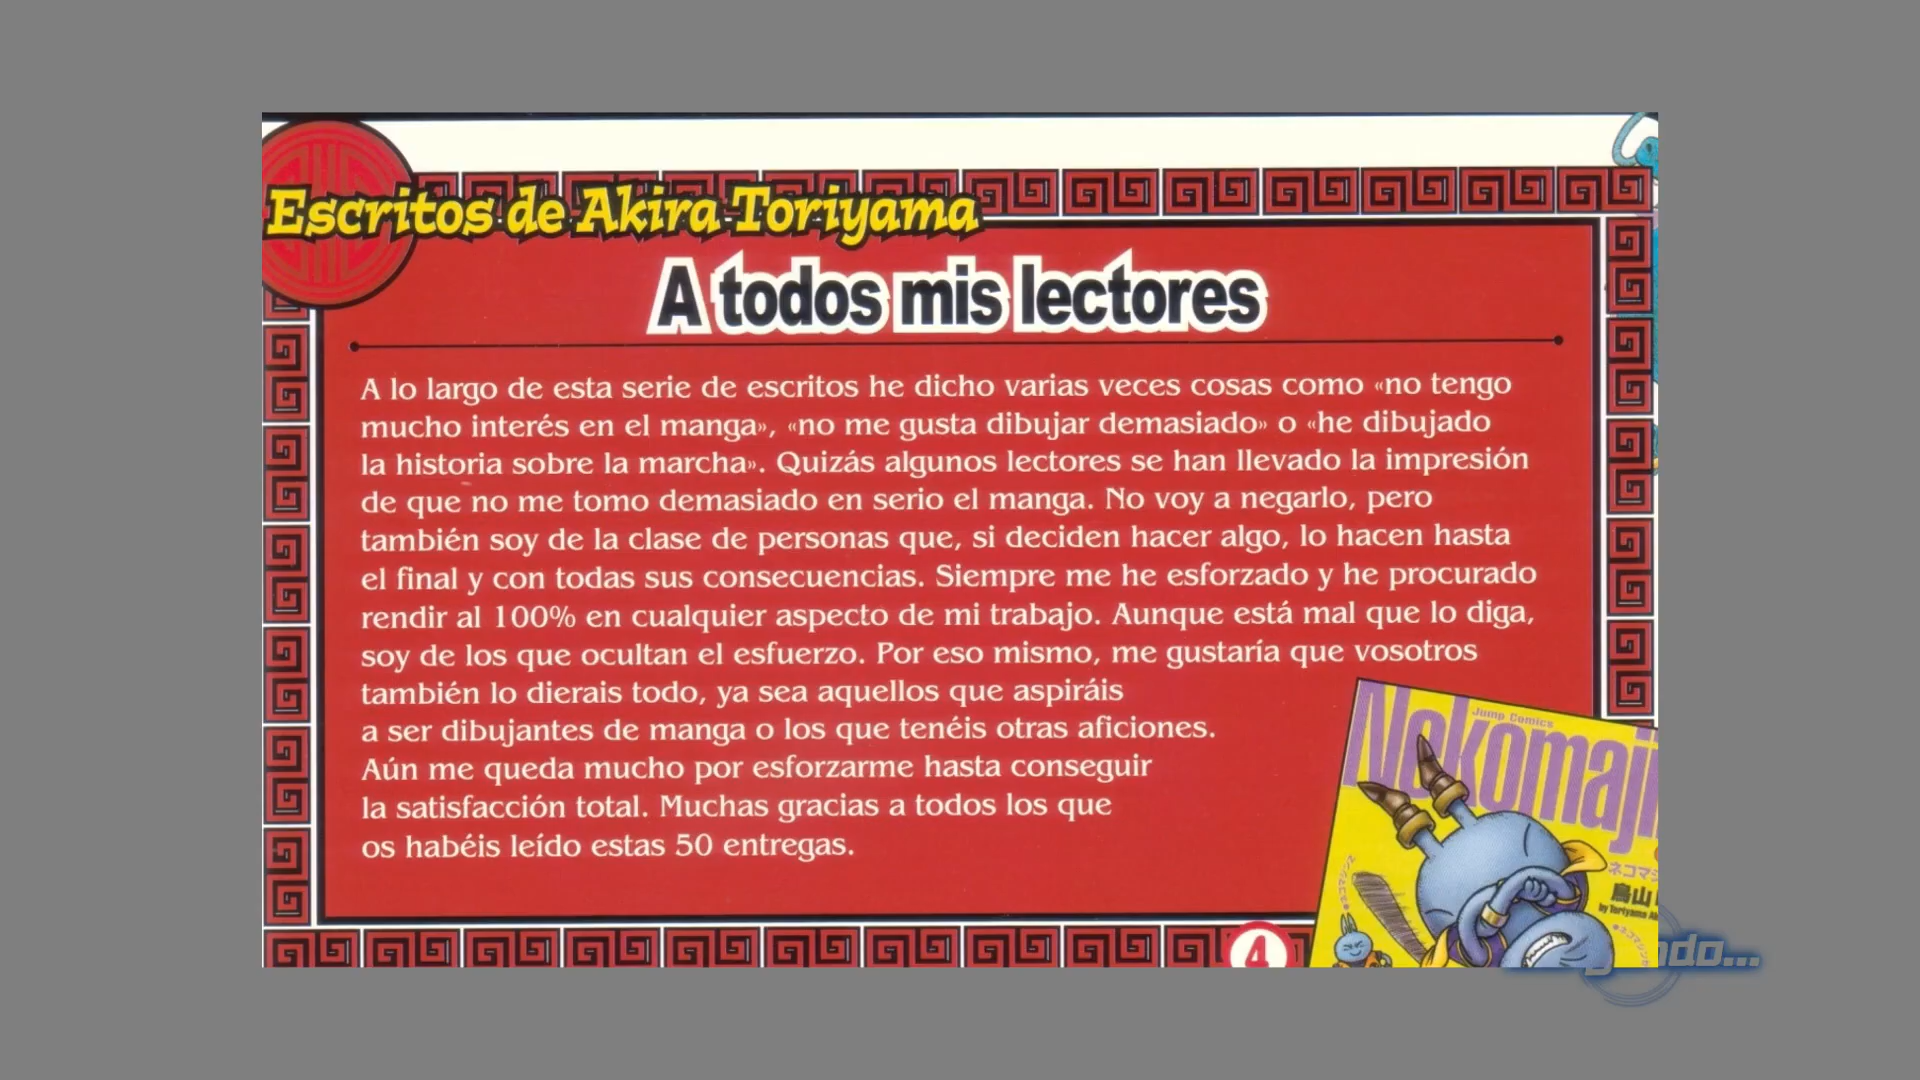 Escritos de Akira Toriyama
A todos mis lectores
A lo largo de esta serie de escritos he dicho varias veces cosas como «no tengo
mucho interés en el manga», «no me gusta dibujar demasiado» o «he dibujado
la historia sobre la marcha». Quizás algunos lectores se han llevado la impresión
de que no me tomo demasiado en serio el manga. No voy a negarlo, pero
también soy de la clase de personas que, si deciden hacer algo, lo hacen hasta
el final y con todas sus consecuencias. Siempre me he esforzado y he procurado
rendir al 100% en cualquier aspecto de mi trabajo. Aunque está mal que lo diga,
soy de los que ocultan el esfuerzo. Por eso mismo, me gustaría que vosotros
también lo dierais todo, ya sea aquellos que aspiráis
a ser dibujantes de manga o los que tenéis otras aficiones.
Aún me queda mucho por esforzarme hasta conseguir
la satisfacción total. Muchas gracias a todos los que
os habéis leído estas 50 entregas.
Jump Comics
Nekomaji
ネコマジ
鳥山
by Toriyama
4